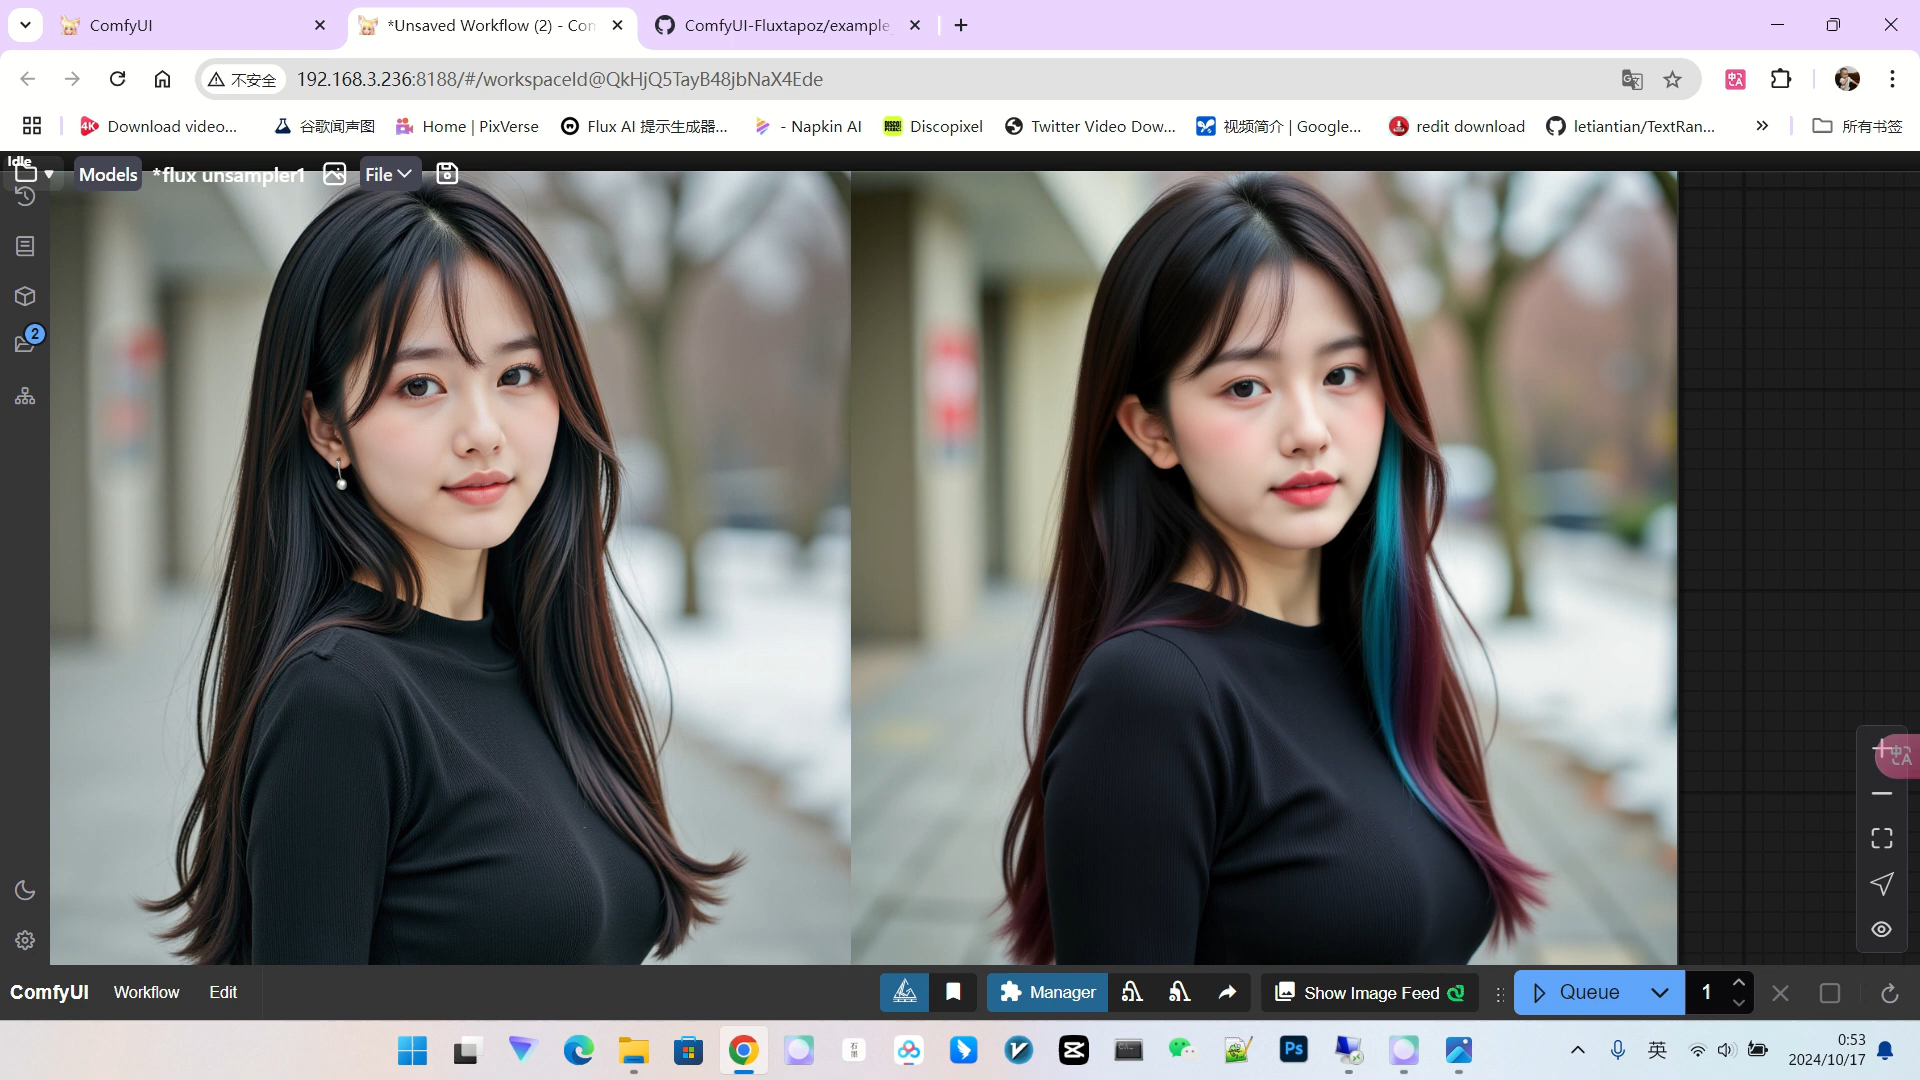 ComfyUI
*Unsaved Workflow (2) - Con
ComfyUI-Fluxtapoz/example
不安全
192.168.3.236:8188/#/workspaceId@QkHjQ5TayB48jbNaX4Ede
4K
Download video...
谷歌闻声图
Home | PixVerse
Flux AI 提示生成器...
- Napkin AI
Discopixel
Twitter Video Dow...
视频简介 | Google...
redit download
letiantian/TextRan...
所有书签
Idle
Models
*flux unsampler1
File
2
中
A
ComfyUI
Workflow
Edit
Manager
Show Image Feed
Queue
1
Ps
英
0:53
2024/10/17